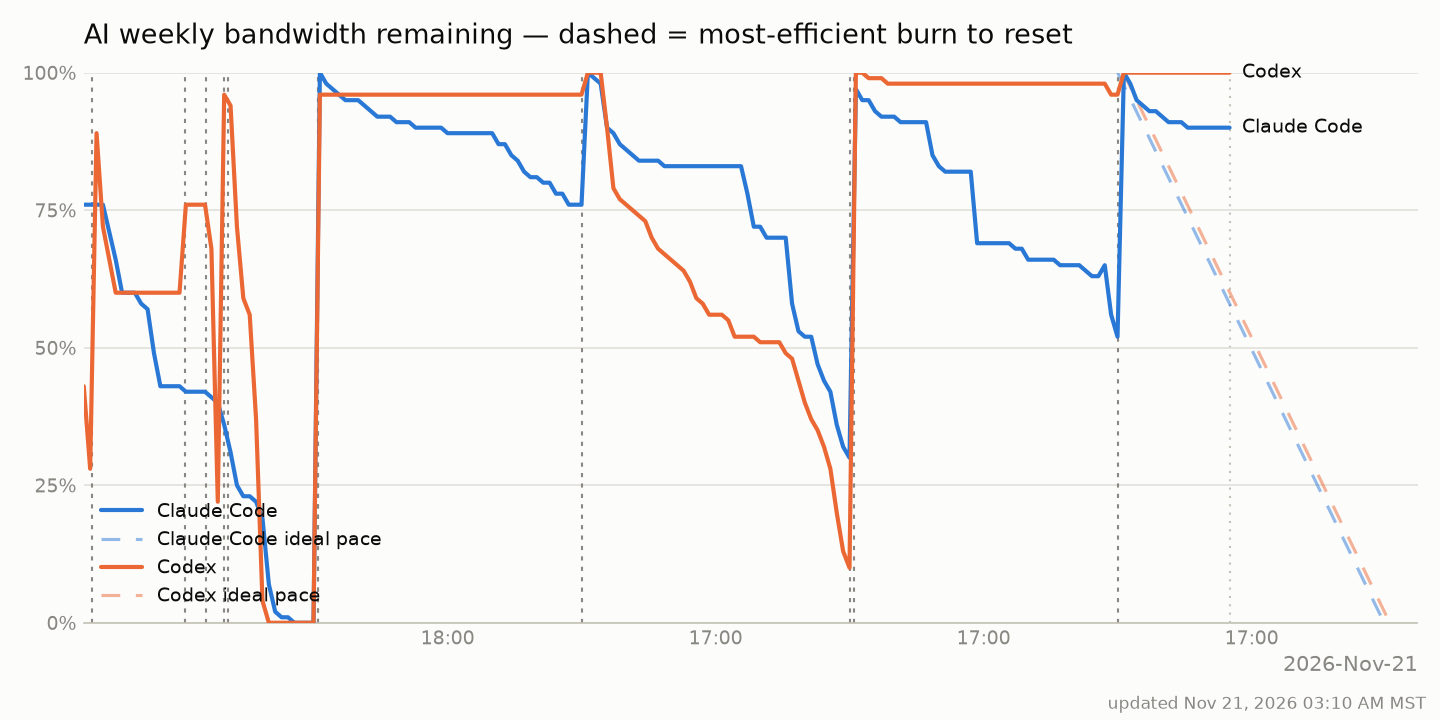 AI weekly bandwidth remaining — dashed = most-efficient burn to reset
100%
75%
50%
25%
0%
Codex
Claude Code
Claude Code
Claude Code ideal pace
Codex
Codex ideal pace
18:00
17:00
17:00
17:00
2026-Nov-21
updated Nov 21, 2026 03:10 AM MST